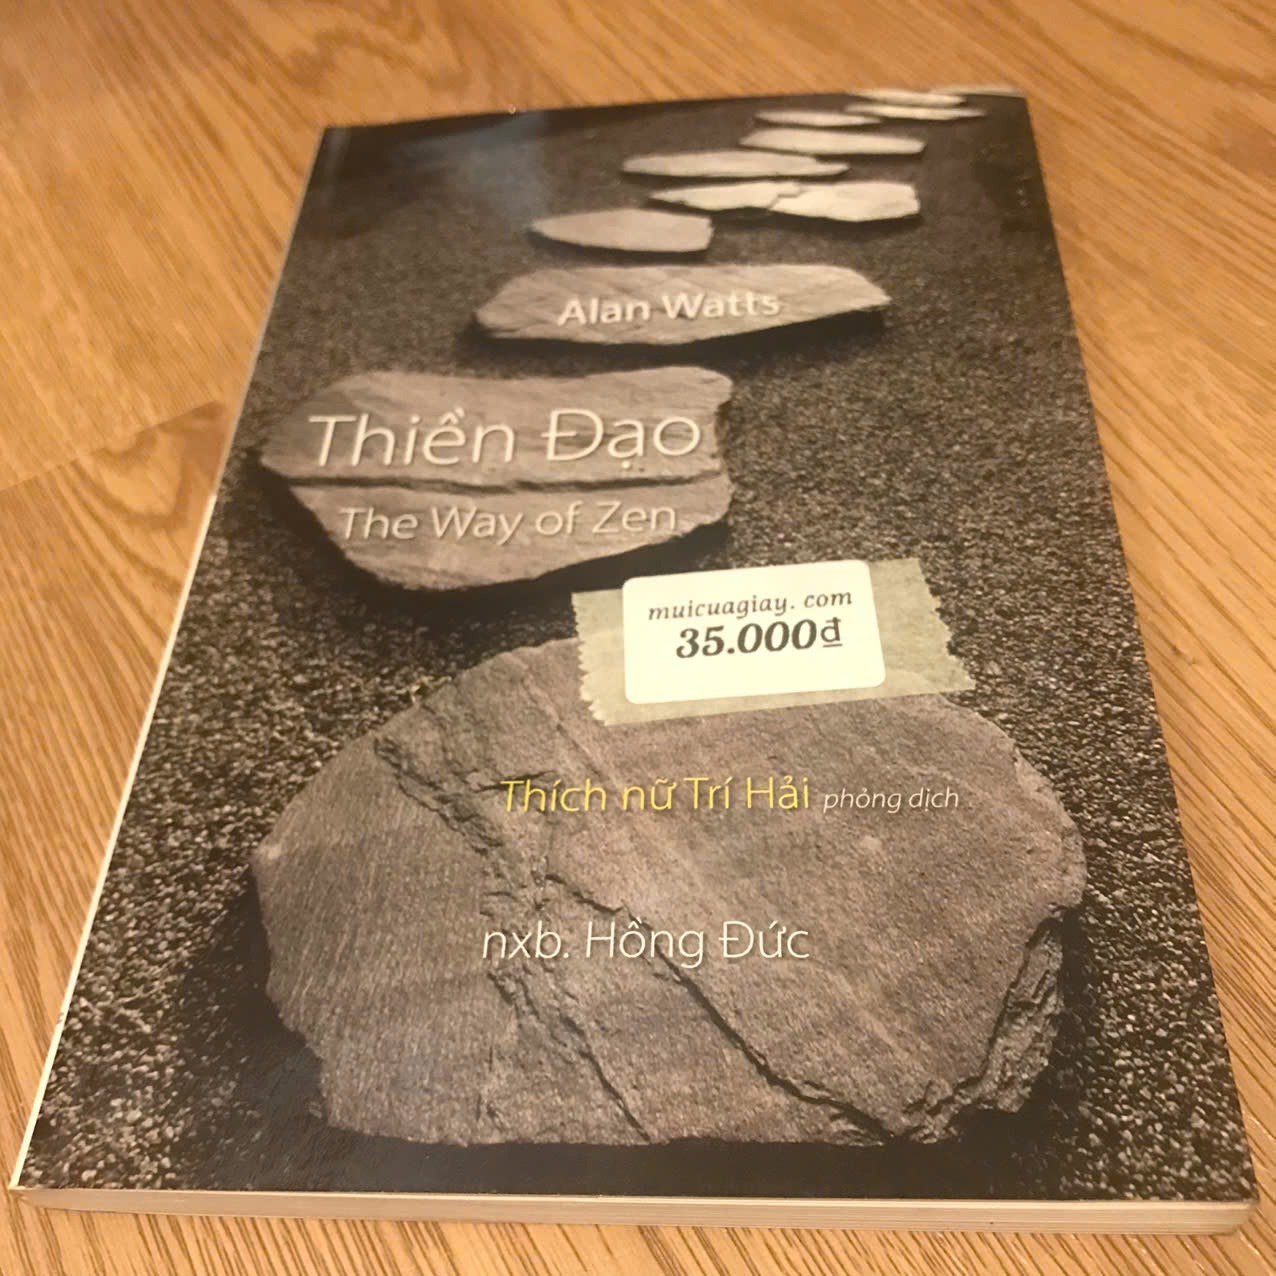 Alan Watts
Thiền Đạo
The Way of Zen
muicuagiay. com
35.000₫
Thích nữ Trí Hải phỏng dịch
nxb. Hồng Đức